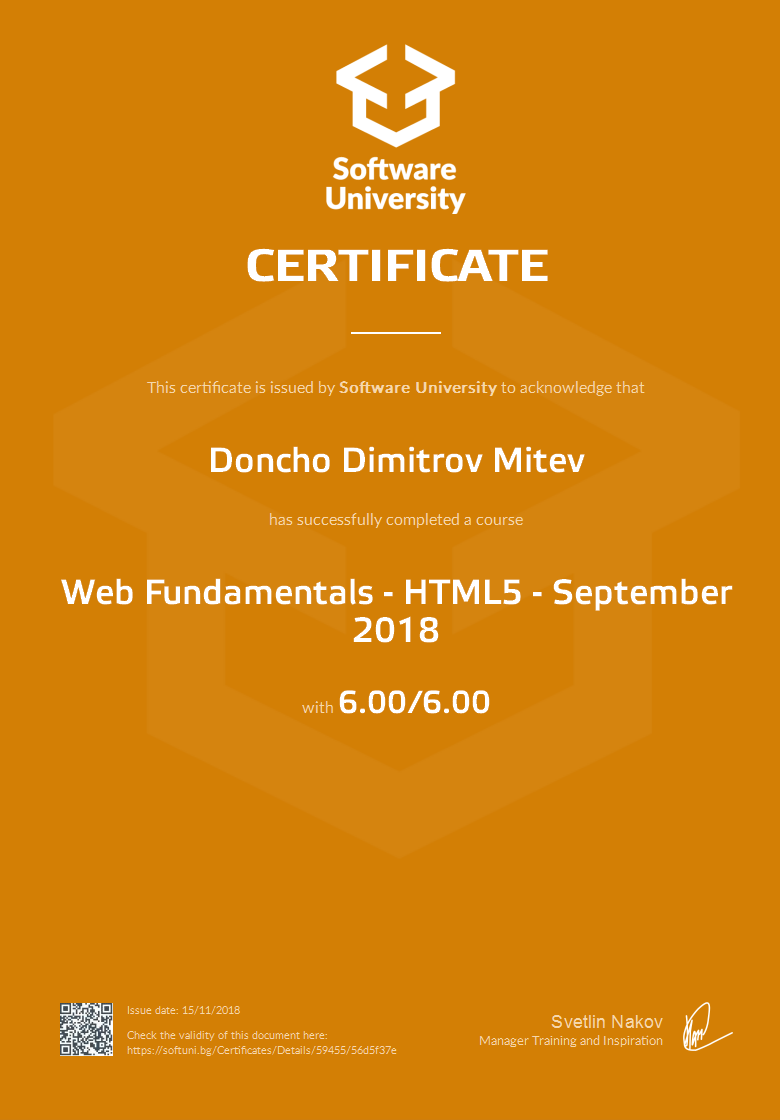 Software
University
CERTIFICATE
This certificate is issued by Software University to acknowledge that
Doncho Dimitrov Mitev
has successfully completed a course
Web Fundamentals - HTML5 - September
2018
with 6.00/6.00
Issue date: 15/11/2018
Check the validity of this document here:
https://softuni.bg/Certificates/Details/59455/56d5f37e
Svetlin Nakov
Manager Training and Inspiration